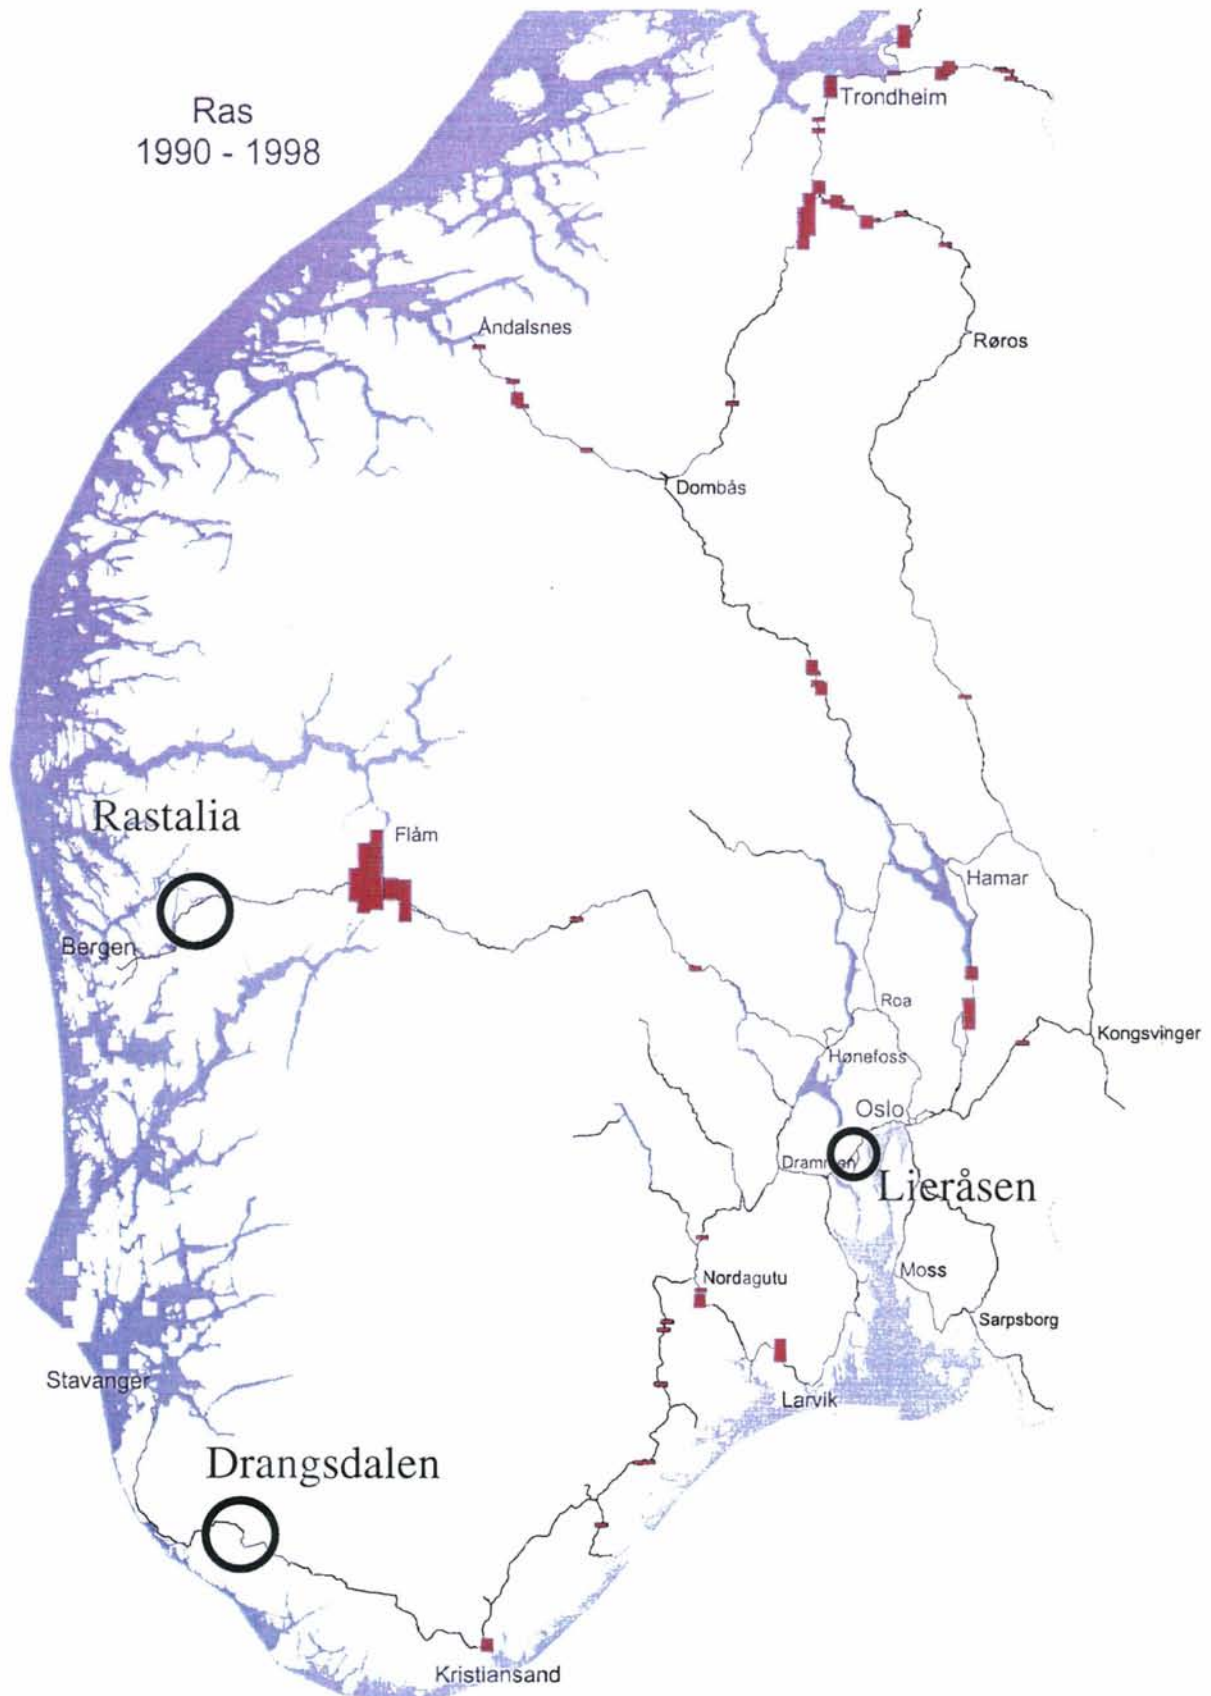 Ras
1990 - 1998
Trondheim
Åndalsnes
Røros
Dombås
Rastalia
Flåm
Hamar
Bergen
Roa
Kongsvinger
Hønefoss
Oslo
Drammen
Lieråsen
Nordagutu
Moss
Sarpsborg
Stavanger
Larvik
Drangsdalen
Kristiansand